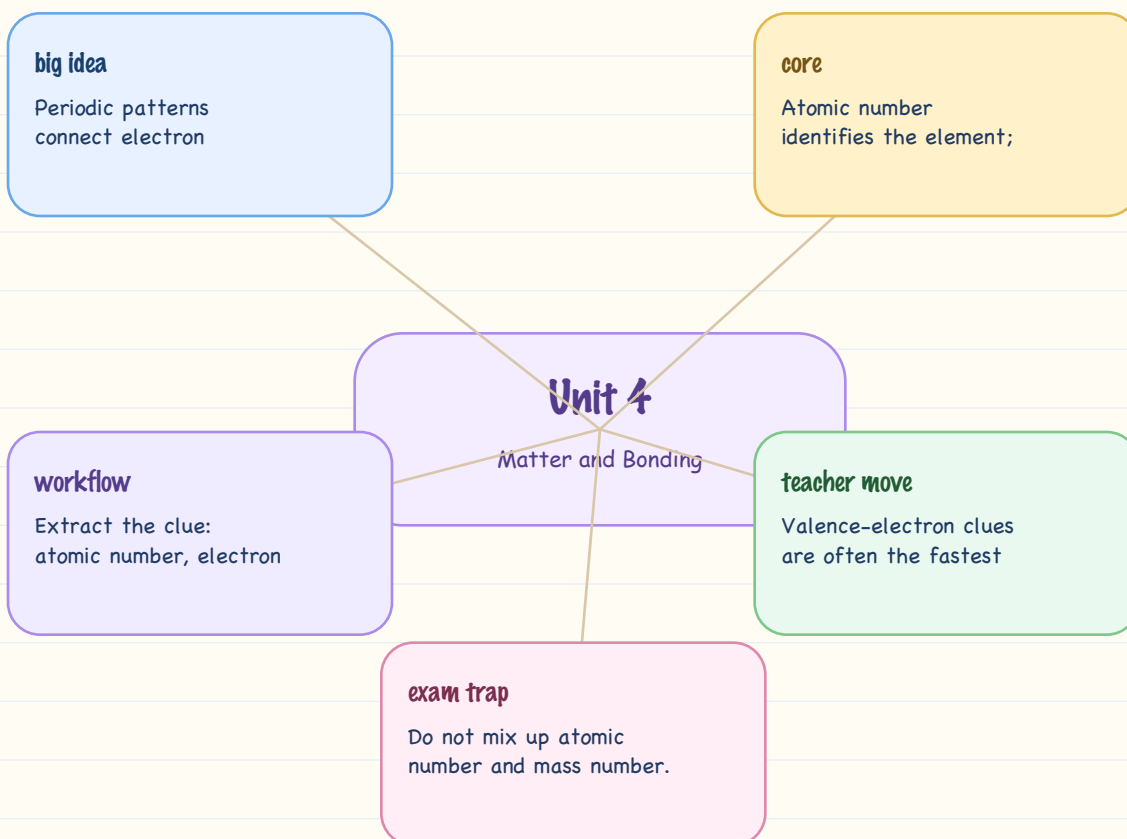 big idea
Periodic patterns
connect electron
core
Atomic number
identifies the element;
Unit 4
Matter and Bonding
workflow
Extract the clue:
atomic number, electron
teacher move
Valence-electron clues
are often the fastest
exam trap
Do not mix up atomic
number and mass number.